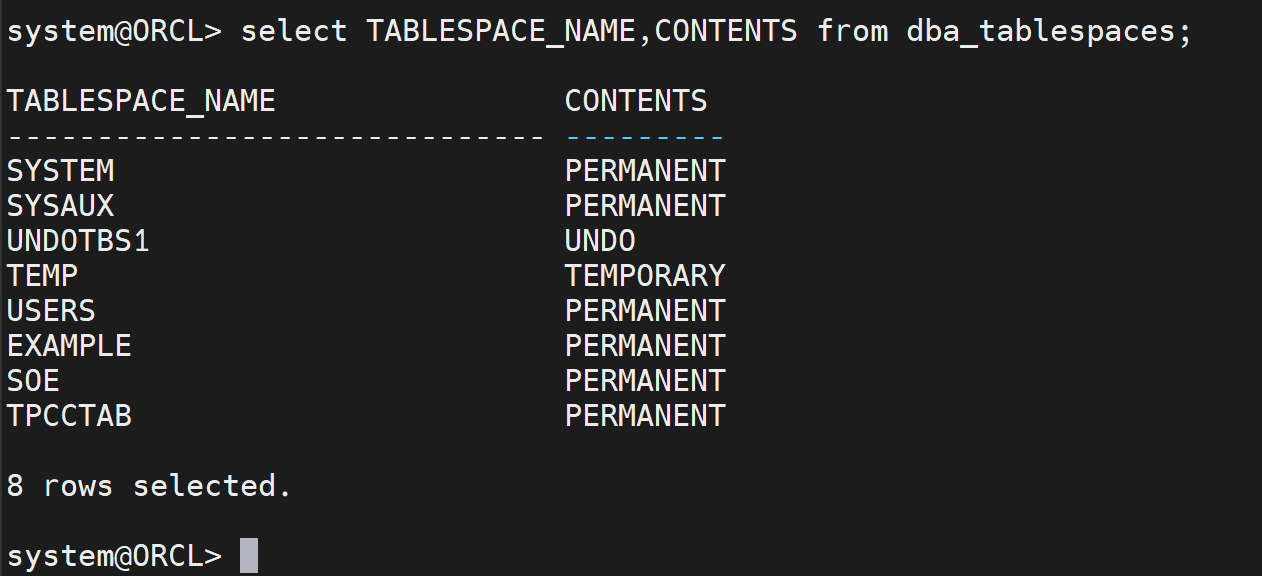 system@ORCL> select TABLESPACE_NAME,CONTENTS from dba_tablespaces;
TABLESPACE_NAME                CONTENTS
------------------------------ ---------
SYSTEM                         PERMANENT
SYSAUX                         PERMANENT
UNDOTBS1                       UNDO
TEMP                           TEMPORARY
USERS                          PERMANENT
EXAMPLE                        PERMANENT
SOE                            PERMANENT
TPCCTAB                        PERMANENT
8 rows selected.
system@ORCL>